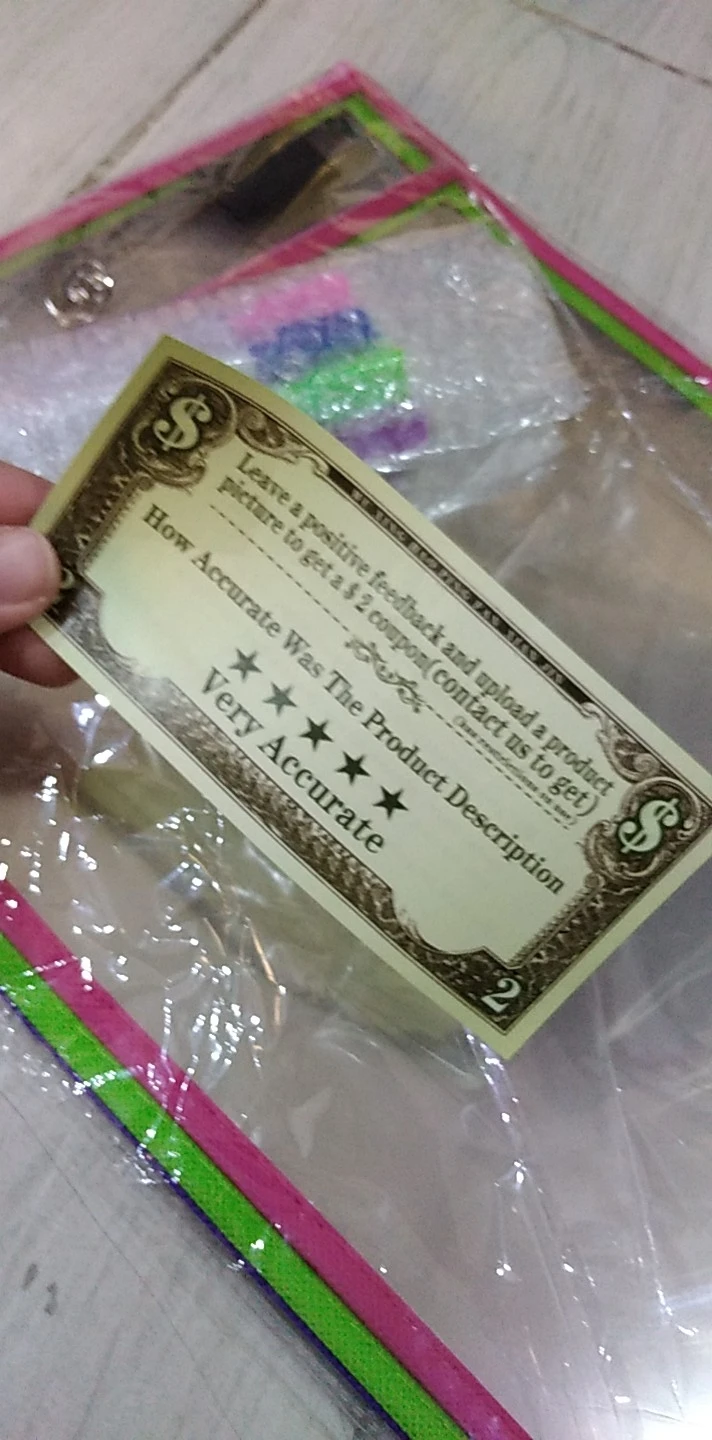 $
Leave a positive feedback and upload a product
picture to get a $ 2 coupon(contact us to get)
How Accurate Was The Product Description
★ ★ ★ ★ ★
Very Accurate
$
2